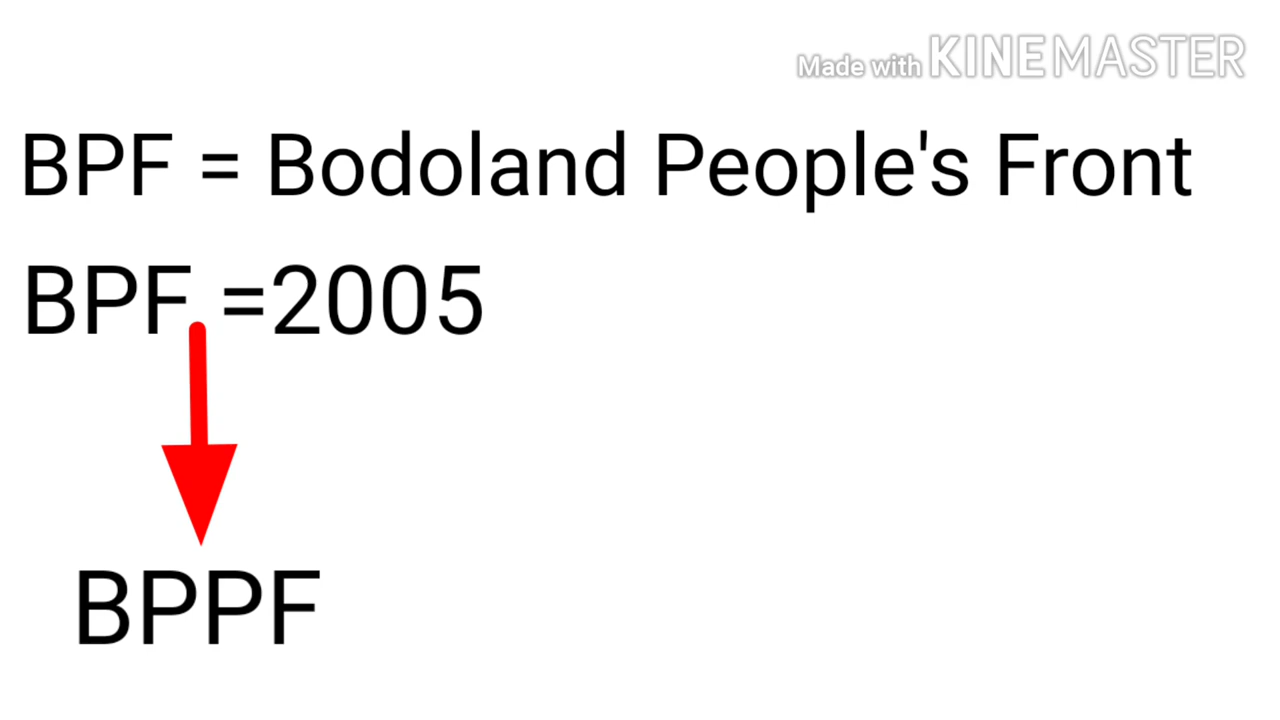 Made with KINEMASTER
BPF = Bodoland People's Front
BPF =2005
BPPF